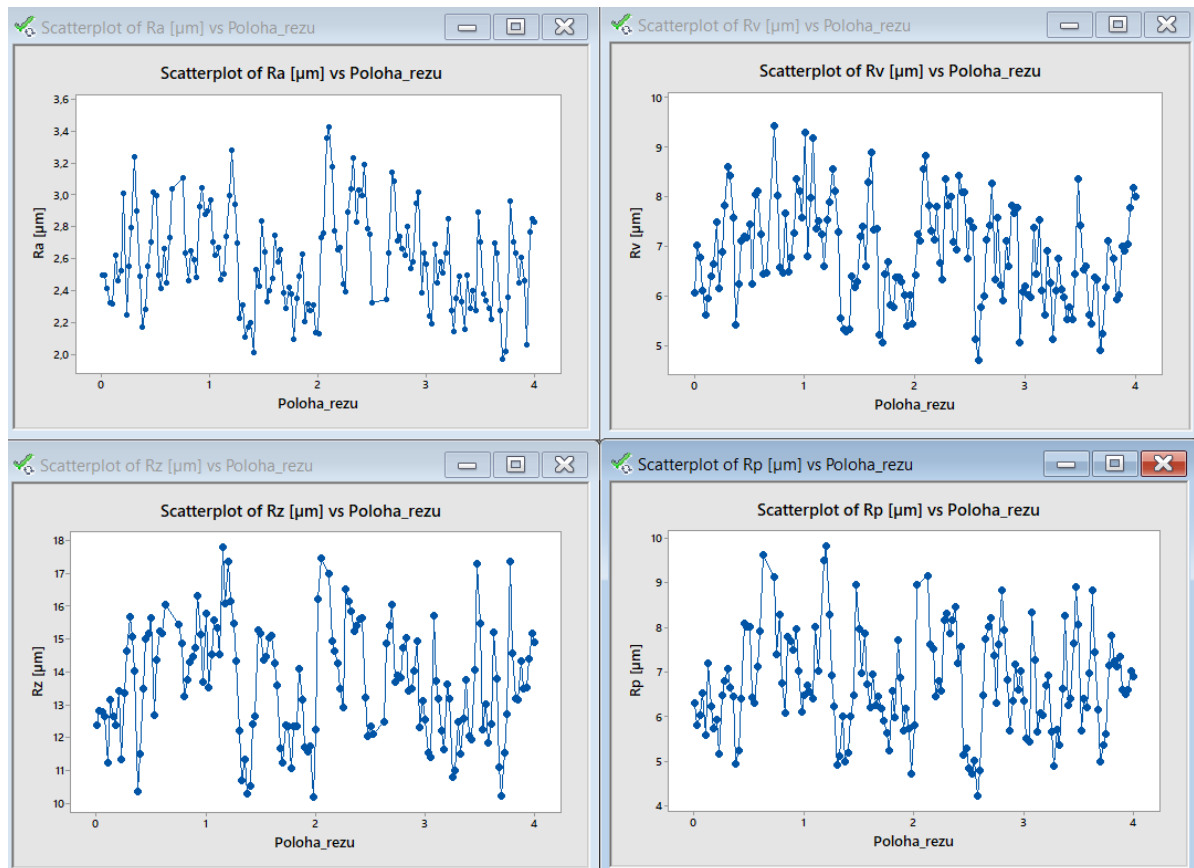 Scatterplot of Ra [µm] vs Poloha_rezu
Scatterplot of Ra [µm] vs Poloha_rezu
3,6
3,4
3,2
3,0
2,8
2,6
2,4
2,2
2,0
Ra [µm]
0 1 2 3 4
Poloha_rezu
Scatterplot of Rv [µm] vs Poloha_rezu
Scatterplot of Rv [µm] vs Poloha_rezu
10
9
8
7
6
5
Rv [µm]
0 1 2 3 4
Poloha_rezu
Scatterplot of Rz [µm] vs Poloha_rezu
Scatterplot of Rz [µm] vs Poloha_rezu
18
17
16
15
14
13
12
11
10
Rz [µm]
0 1 2 3 4
Poloha_rezu
Scatterplot of Rp [µm] vs Poloha_rezu
Scatterplot of Rp [µm] vs Poloha_rezu
10
9
8
7
6
5
4
Rp [µm]
0 1 2 3 4
Poloha_rezu